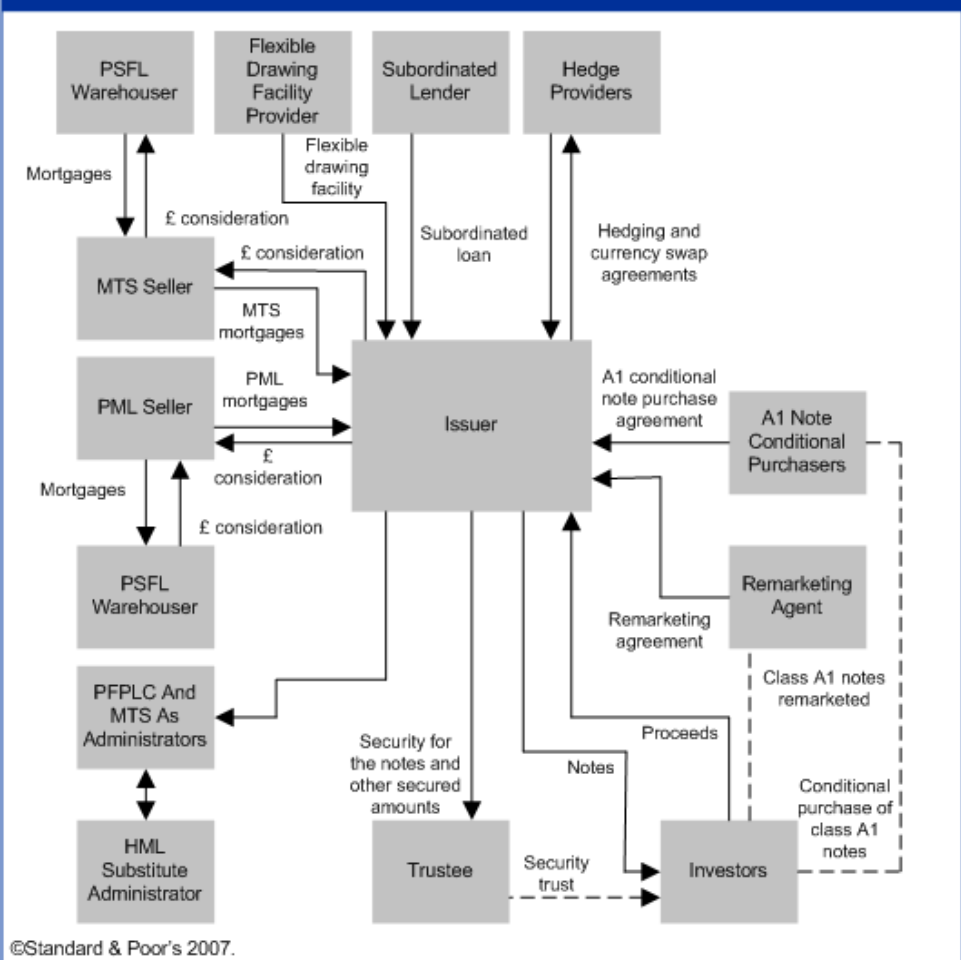 PSFL
Warehouser
Flexible
Drawing
Facility
Provider
Subordinated
Lender
Hedge
Providers
Mortgages
£ consideration
Flexible
drawing
facility
Subordinated
loan
Hedging and
currency swap
agreements
MTS Seller
£ consideration
MTS
mortgages
PML Seller
PML
mortgages
£
consideration
Issuer
A1 conditional
note purchase
agreement
A1 Note
Conditional
Purchasers
Mortgages
£ consideration
PSFL
Warehouser
Remarketing
Agent
Remarketing
agreement
Class A1 notes
remarketed
PFPLC And
MTS As
Administrators
Security for
the notes and
other secured
amounts
Notes
Proceeds
Conditional
purchase of
class A1
notes
HML
Substitute
Administrator
Trustee
Security
trust
Investors
©Standard & Poor's 2007.